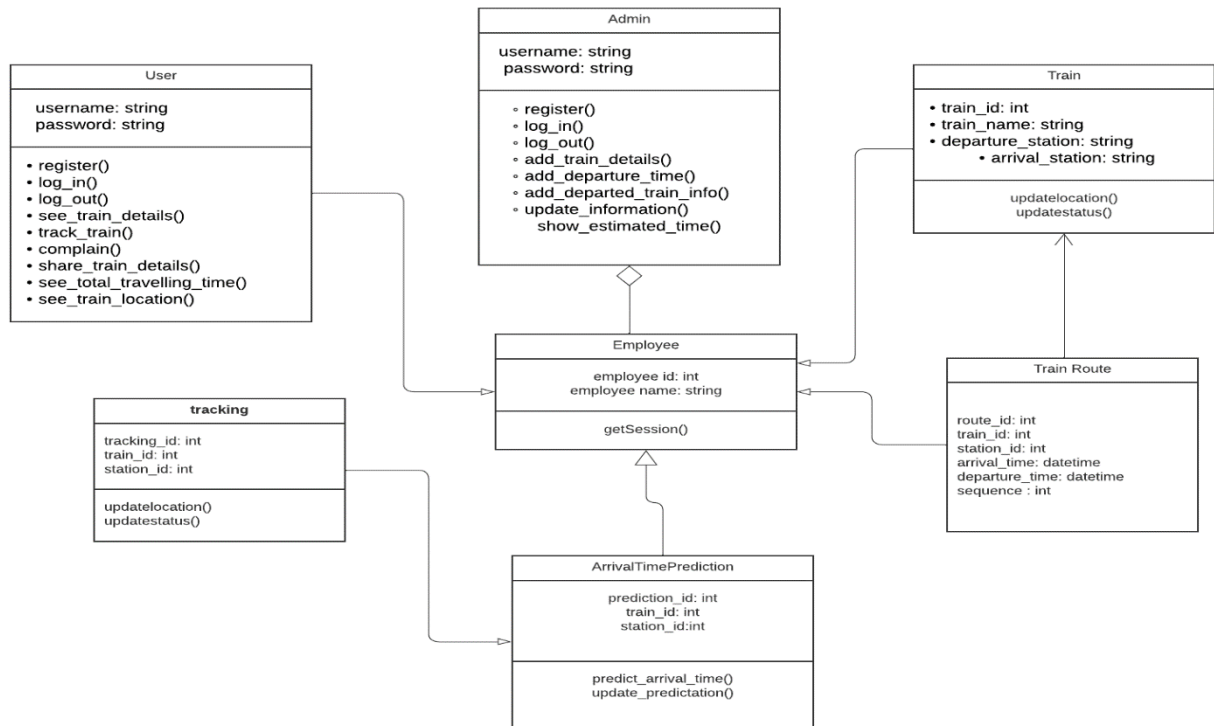 Admin
username: string
password: string
◦ register()
◦ log_in()
◦ log_out()
◦ add_train_details()
◦ add_departure_time()
◦ add_departed_train_info()
◦ update_information()
show_estimated_time()
User
username: string
password: string
• register()
• log_in()
• log_out()
• see_train_details()
• track_train()
• complain()
• share_train_details()
• see_total_travelling_time()
• see_train_location()
Train
• train_id: int
• train_name: string
• departure_station: string
• arrival_station: string
updatelocation()
updatestatus()
Employee
employee id: int
employee name: string
getSession()
Train Route
route_id: int
train_id: int
station_id: int
arrival_time: datetime
departure_time: datetime
sequence : int
tracking
tracking_id: int
train_id: int
station_id: int
updatelocation()
updatestatus()
ArrivalTimePrediction
prediction_id: int
train_id: int
station_id:int
predict_arrival_time()
update_predictation()